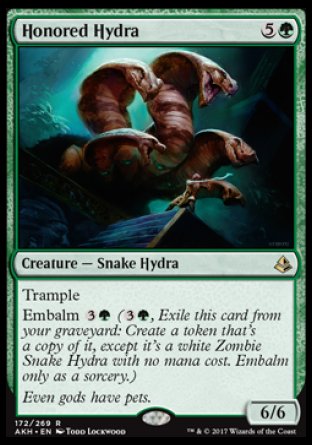 Honored Hydra 5
Creature — Snake Hydra
Trample
Embalm 3 (3, Exile this card from
your graveyard: Create a token that's
a copy of it, except it's a white Zombie
Snake Hydra with no mana cost. Embalm
only as a sorcery.)
Even gods have pets.
6/6
172/269 R
AKH • EN Todd Lockwood ™ & © 2017 Wizards of the Coast